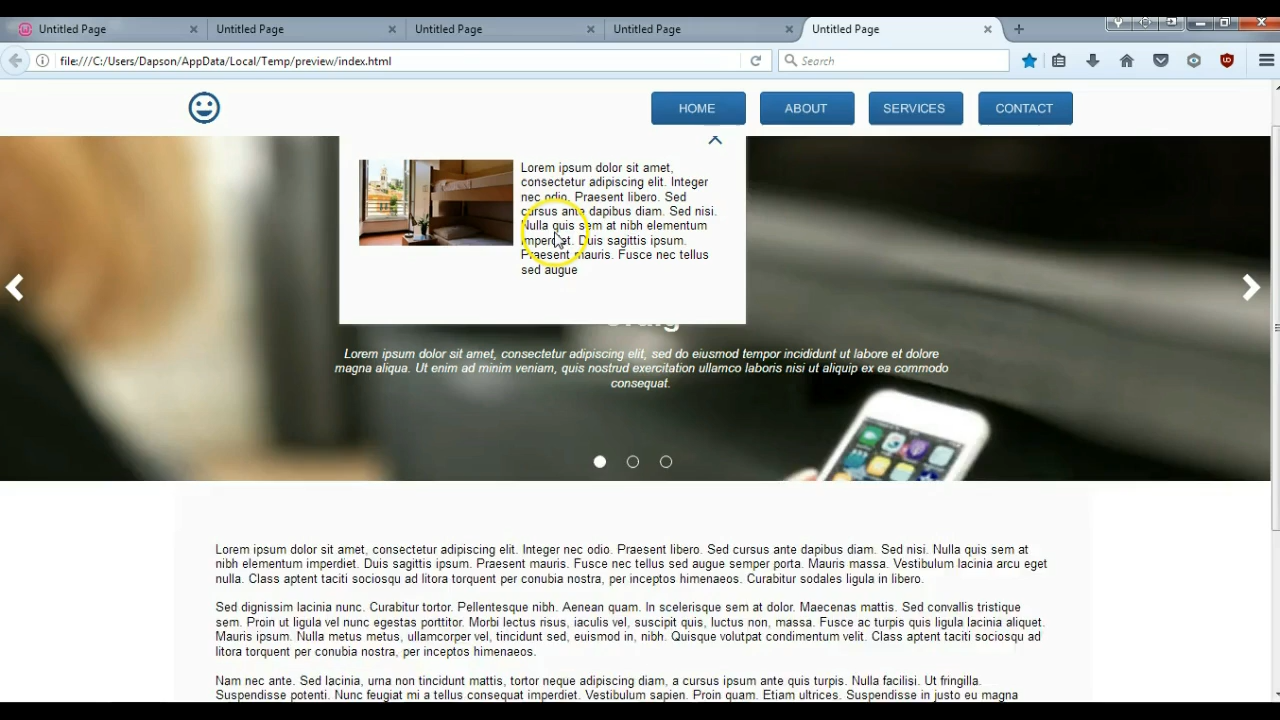 Untitled Page
Untitled Page
Untitled Page
Untitled Page
Untitled Page
file:///C:/Users/Dapson/AppData/Local/Temp/preview/index.html
Search
HOME
ABOUT
SERVICES
CONTACT
Lorem ipsum dolor sit amet,
consectetur adipiscing elit. Integer
nec odio. Praesent libero. Sed
cursus ante dapibus diam. Sed nisi.
Nulla quis sem at nibh elementum
imperdiet. Duis sagittis ipsum.
Praesent mauris. Fusce nec tellus
sed augue
Lorem ipsum dolor sit amet, consectetur adipiscing elit, sed do eiusmod tempor incididunt ut labore et dolore
magna aliqua. Ut enim ad minim veniam, quis nostrud exercitation ullamco laboris nisi ut aliquip ex ea commodo
consequat.
Lorem ipsum dolor sit amet, consectetur adipiscing elit. Integer nec odio. Praesent libero. Sed cursus ante dapibus diam. Sed nisi. Nulla quis sem at
nibh elementum imperdiet. Duis sagittis ipsum. Praesent mauris. Fusce nec tellus sed augue semper porta. Mauris massa. Vestibulum lacinia arcu eget
nulla. Class aptent taciti sociosqu ad litora torquent per conubia nostra, per inceptos himenaeos. Curabitur sodales ligula in libero.
Sed dignissim lacinia nunc. Curabitur tortor. Pellentesque nibh. Aenean quam. In scelerisque sem at dolor. Maecenas mattis. Sed convallis tristique
sem. Proin ut ligula vel nunc egestas porttitor. Morbi lectus risus, iaculis vel, suscipit quis, luctus non, massa. Fusce ac turpis quis ligula lacinia aliquet.
Mauris ipsum. Nulla metus metus, ullamcorper vel, tincidunt sed, euismod in, nibh. Quisque volutpat condimentum velit. Class aptent taciti sociosqu ad
litora torquent per conubia nostra, per inceptos himenaeos.
Nam nec ante. Sed lacinia, urna non tincidunt mattis, tortor neque adipiscing diam, a cursus ipsum ante quis turpis. Nulla facilisi. Ut fringilla.
Suspendisse potenti. Nunc feugiat mi a tellus consequat imperdiet. Vestibulum sapien. Proin quam. Etiam ultrices. Suspendisse in justo eu magna